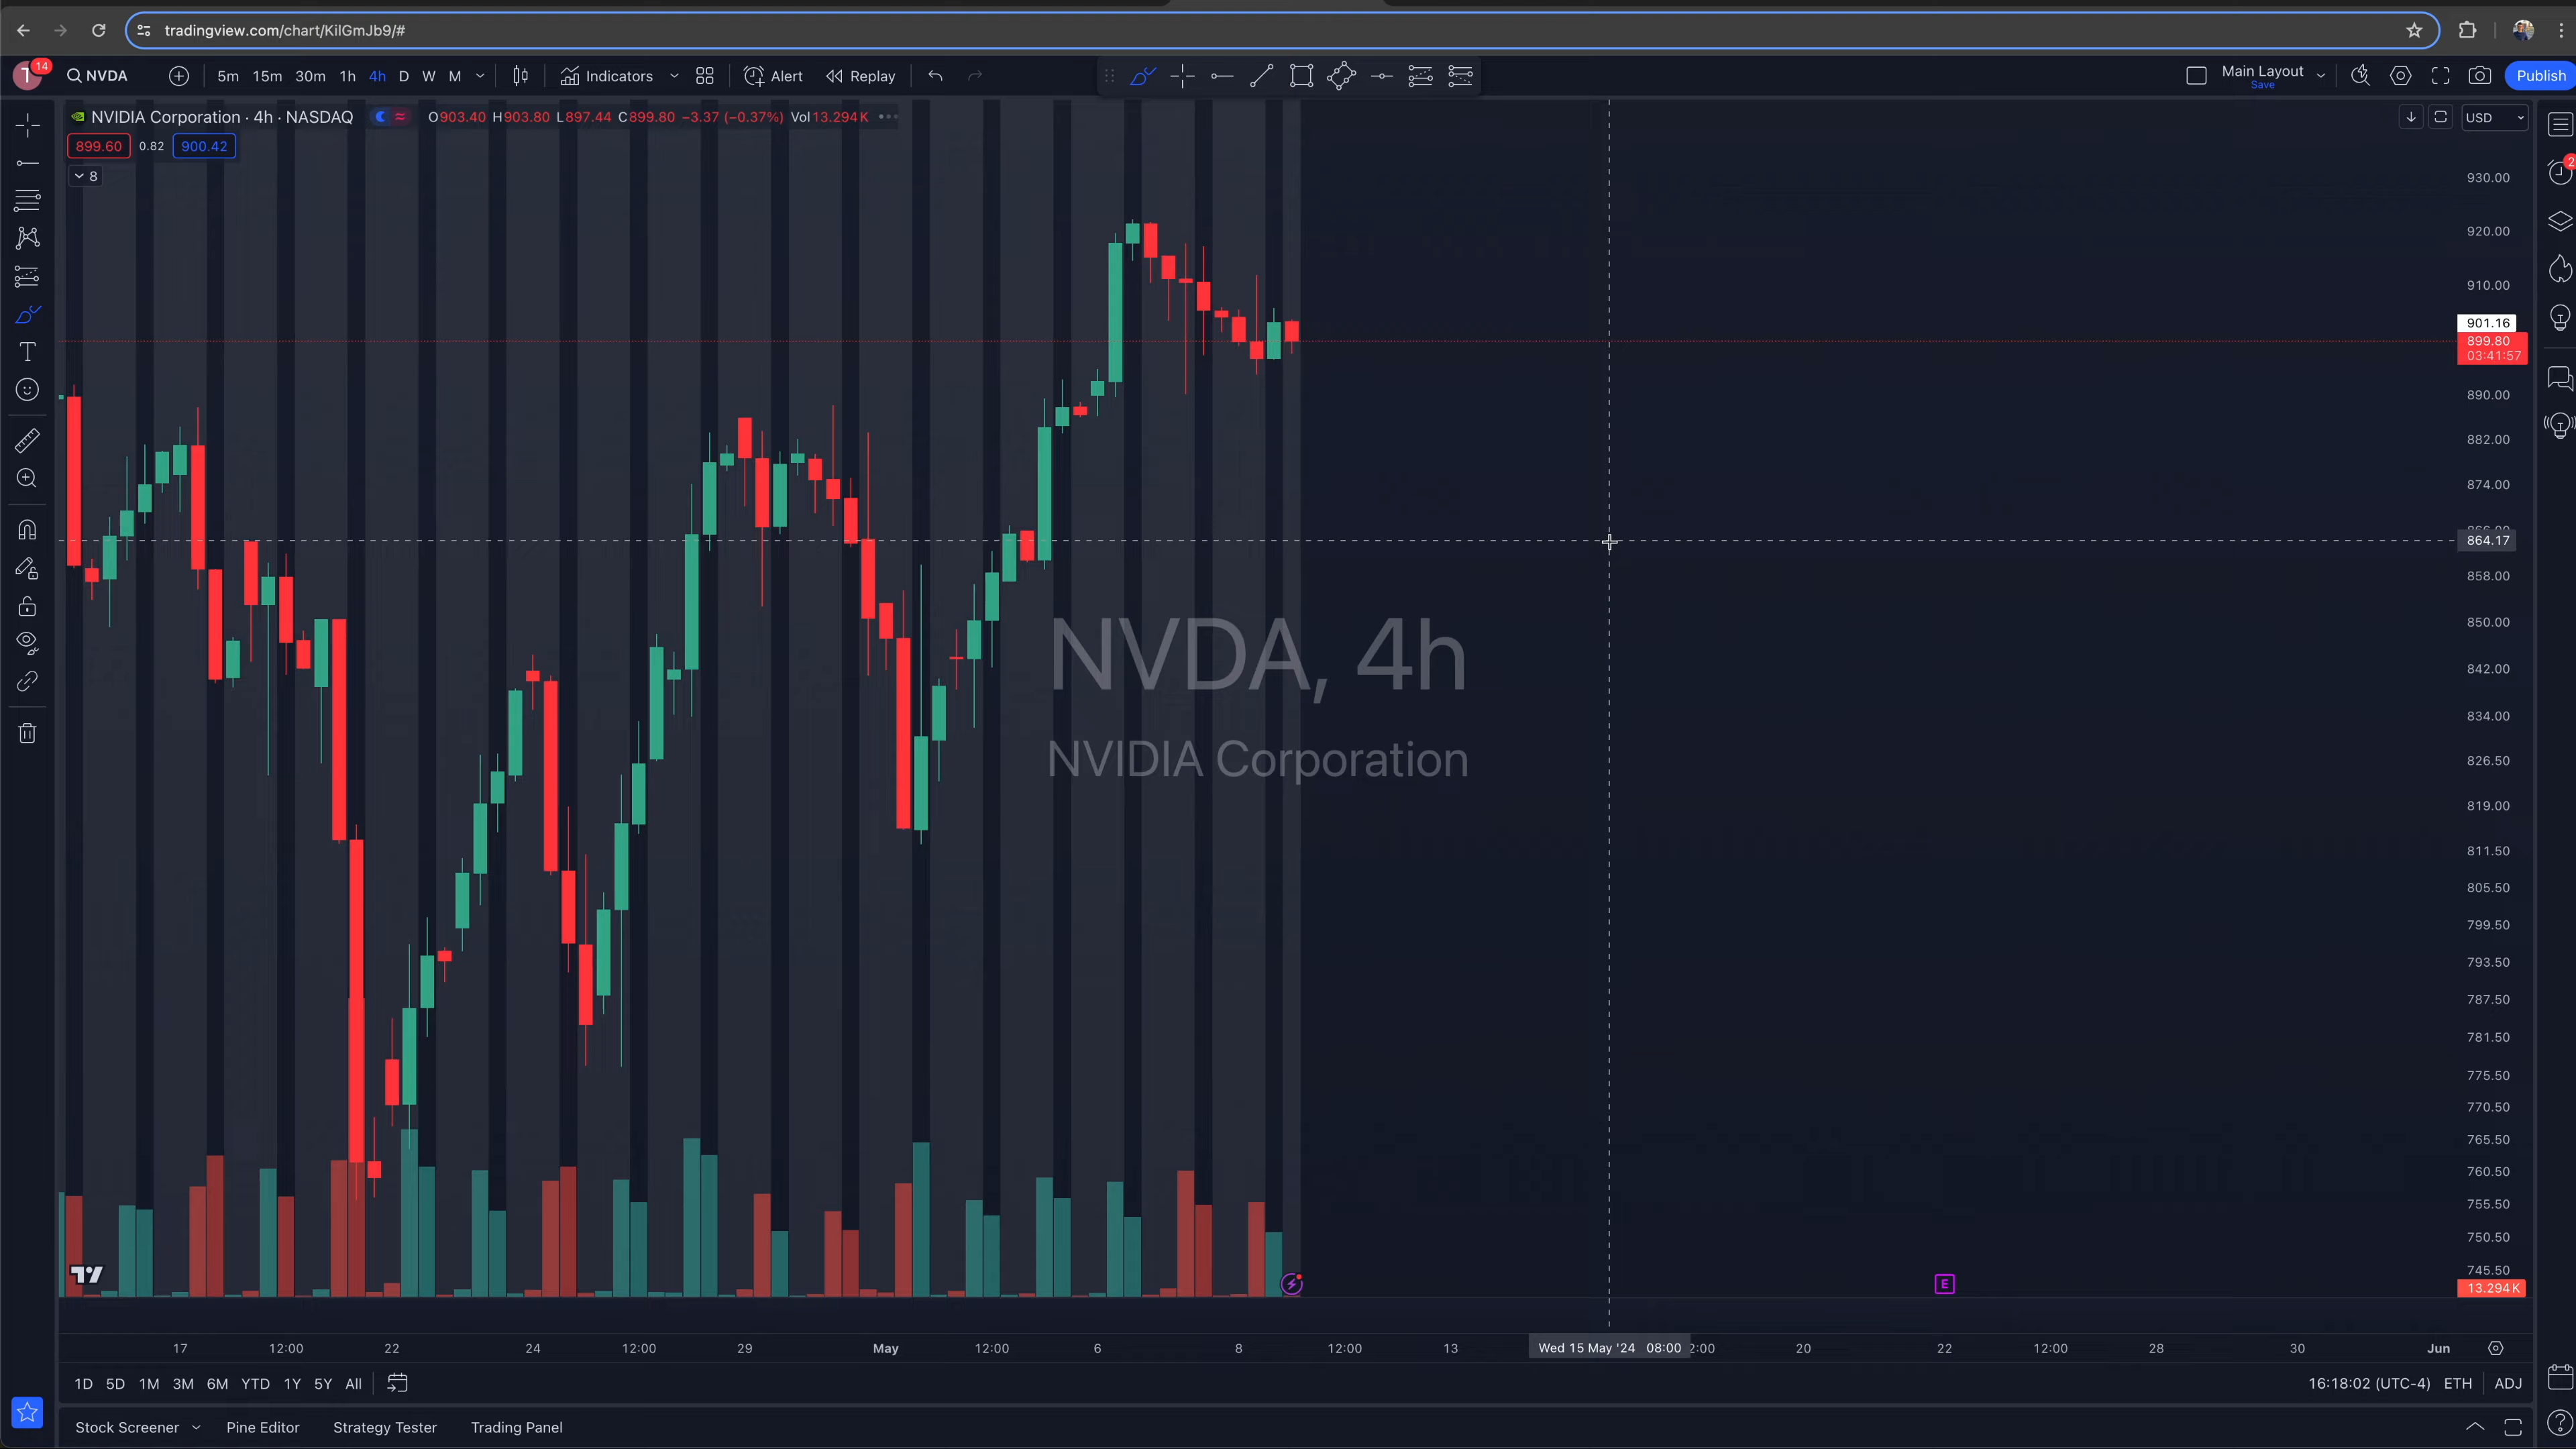 tradingview.com/chart/KilGmJb9/#
14 NVDA 5m 15m 30m 1h 4h D W M Indicators Alert Replay Main Layout Save Publish
NVIDIA Corporation · 4h · NASDAQ O903.40 H903.80 L897.44 C899.80 −3.37 (−0.37%) Vol 13.294 K USD
899.60 0.82 900.42
8
2
930.00
920.00
910.00
901.16
899.80
03:41:57
890.00
882.00
874.00
864.17
858.00
850.00
842.00
834.00
826.50
819.00
811.50
805.50
799.50
793.50
787.50
781.50
775.50
770.50
765.50
760.50
755.50
750.50
745.50
13.294 K
NVDA, 4h
NVIDIA Corporation
E
17 12:00 22 24 12:00 29 May 12:00 6 8 12:00 13 Wed 15 May '24 08:00 2:00 20 22 12:00 28 30 Jun
1D 5D 1M 3M 6M YTD 1Y 5Y All 16:18:02 (UTC-4) ETH ADJ
Stock Screener Pine Editor Strategy Tester Trading Panel